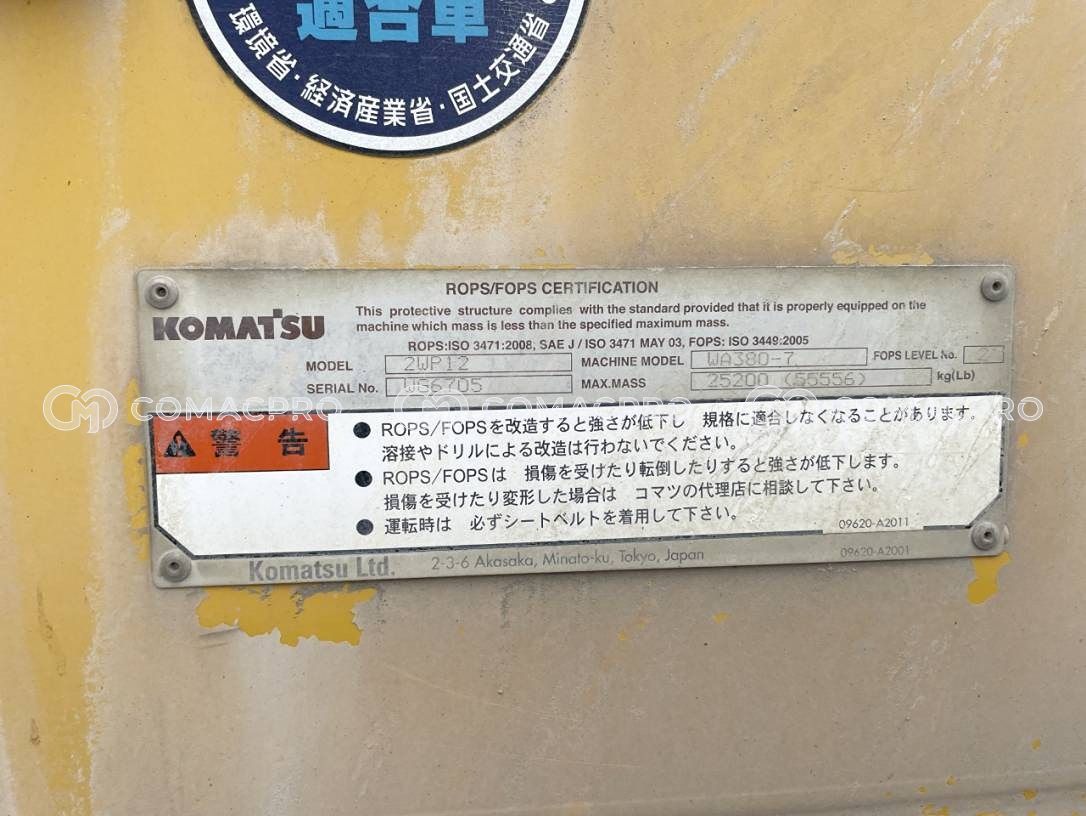 適合車
環境省・経済産業省・国土交通省
ROPS/FOPS CERTIFICATION
KOMATSU
This protective structure complies with the standard provided that it is properly equipped on the
machine which mass is less than the specified maximum mass.
ROPS:ISO 3471:2008, SAE J / ISO 3471 MAY 03, FOPS: ISO 3449:2005
MODEL 2WP12 MACHINE MODEL WA380-7 FOPS LEVEL No. 2
SERIAL No. WG6705 MAX.MASS 25200 (55556) kg(Lb)
COMACPRO COMACPRO COMACPRO
警告
● ROPS/FOPSを改造すると強さが低下し 規格に適合しなくなることがあります。
溶接やドリルによる改造は行わないでください。
● ROPS/FOPSは 損傷を受けたり転倒したりすると強さが低下します。
損傷を受けたり変形した場合は コマツの代理店に相談して下さい。
● 運転時は 必ずシートベルトを着用して下さい。
09620-A2011
Komatsu Ltd. 2-3-6 Akasaka, Minato-ku, Tokyo, Japan 09620-A2001